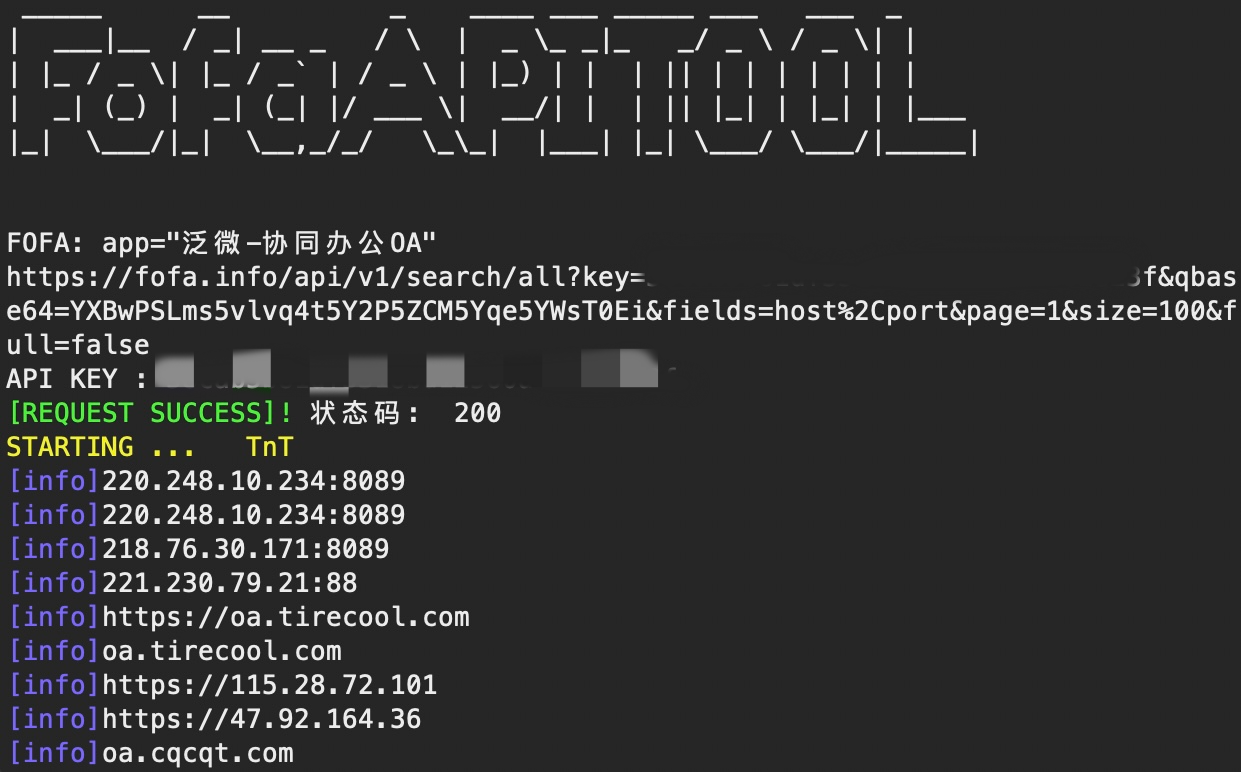 FofaAPITOOL
FOFA: app="泛微-协同办公OA"
https://fofa.info/api/v1/search/all?key=
f&qbas
e64=YXBwPSLms5vlvq4t5Y2P5ZCM5Yqe5YWsT0Ei&fields=host%2Cport&page=1&size=100&f
ull=false
API KEY :
[REQUEST SUCCESS]! 状态码: 200
STARTING ... TnT
[info]220.248.10.234:8089
[info]220.248.10.234:8089
[info]218.76.30.171:8089
[info]221.230.79.21:88
[info]https://oa.tirecool.com
[info]oa.tirecool.com
[info]https://115.28.72.101
[info]https://47.92.164.36
[info]oa.cqcqt.com